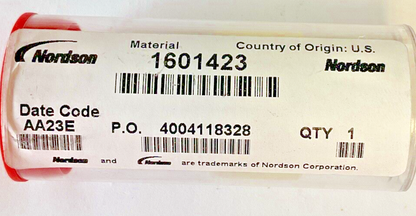 Nordson Material Country of Origin: U.S.
1601423 Nordson
Date Code
AA23E P.O. 4004118328 QTY 1
Nordson and Nordson are trademarks of Nordson Corporation.